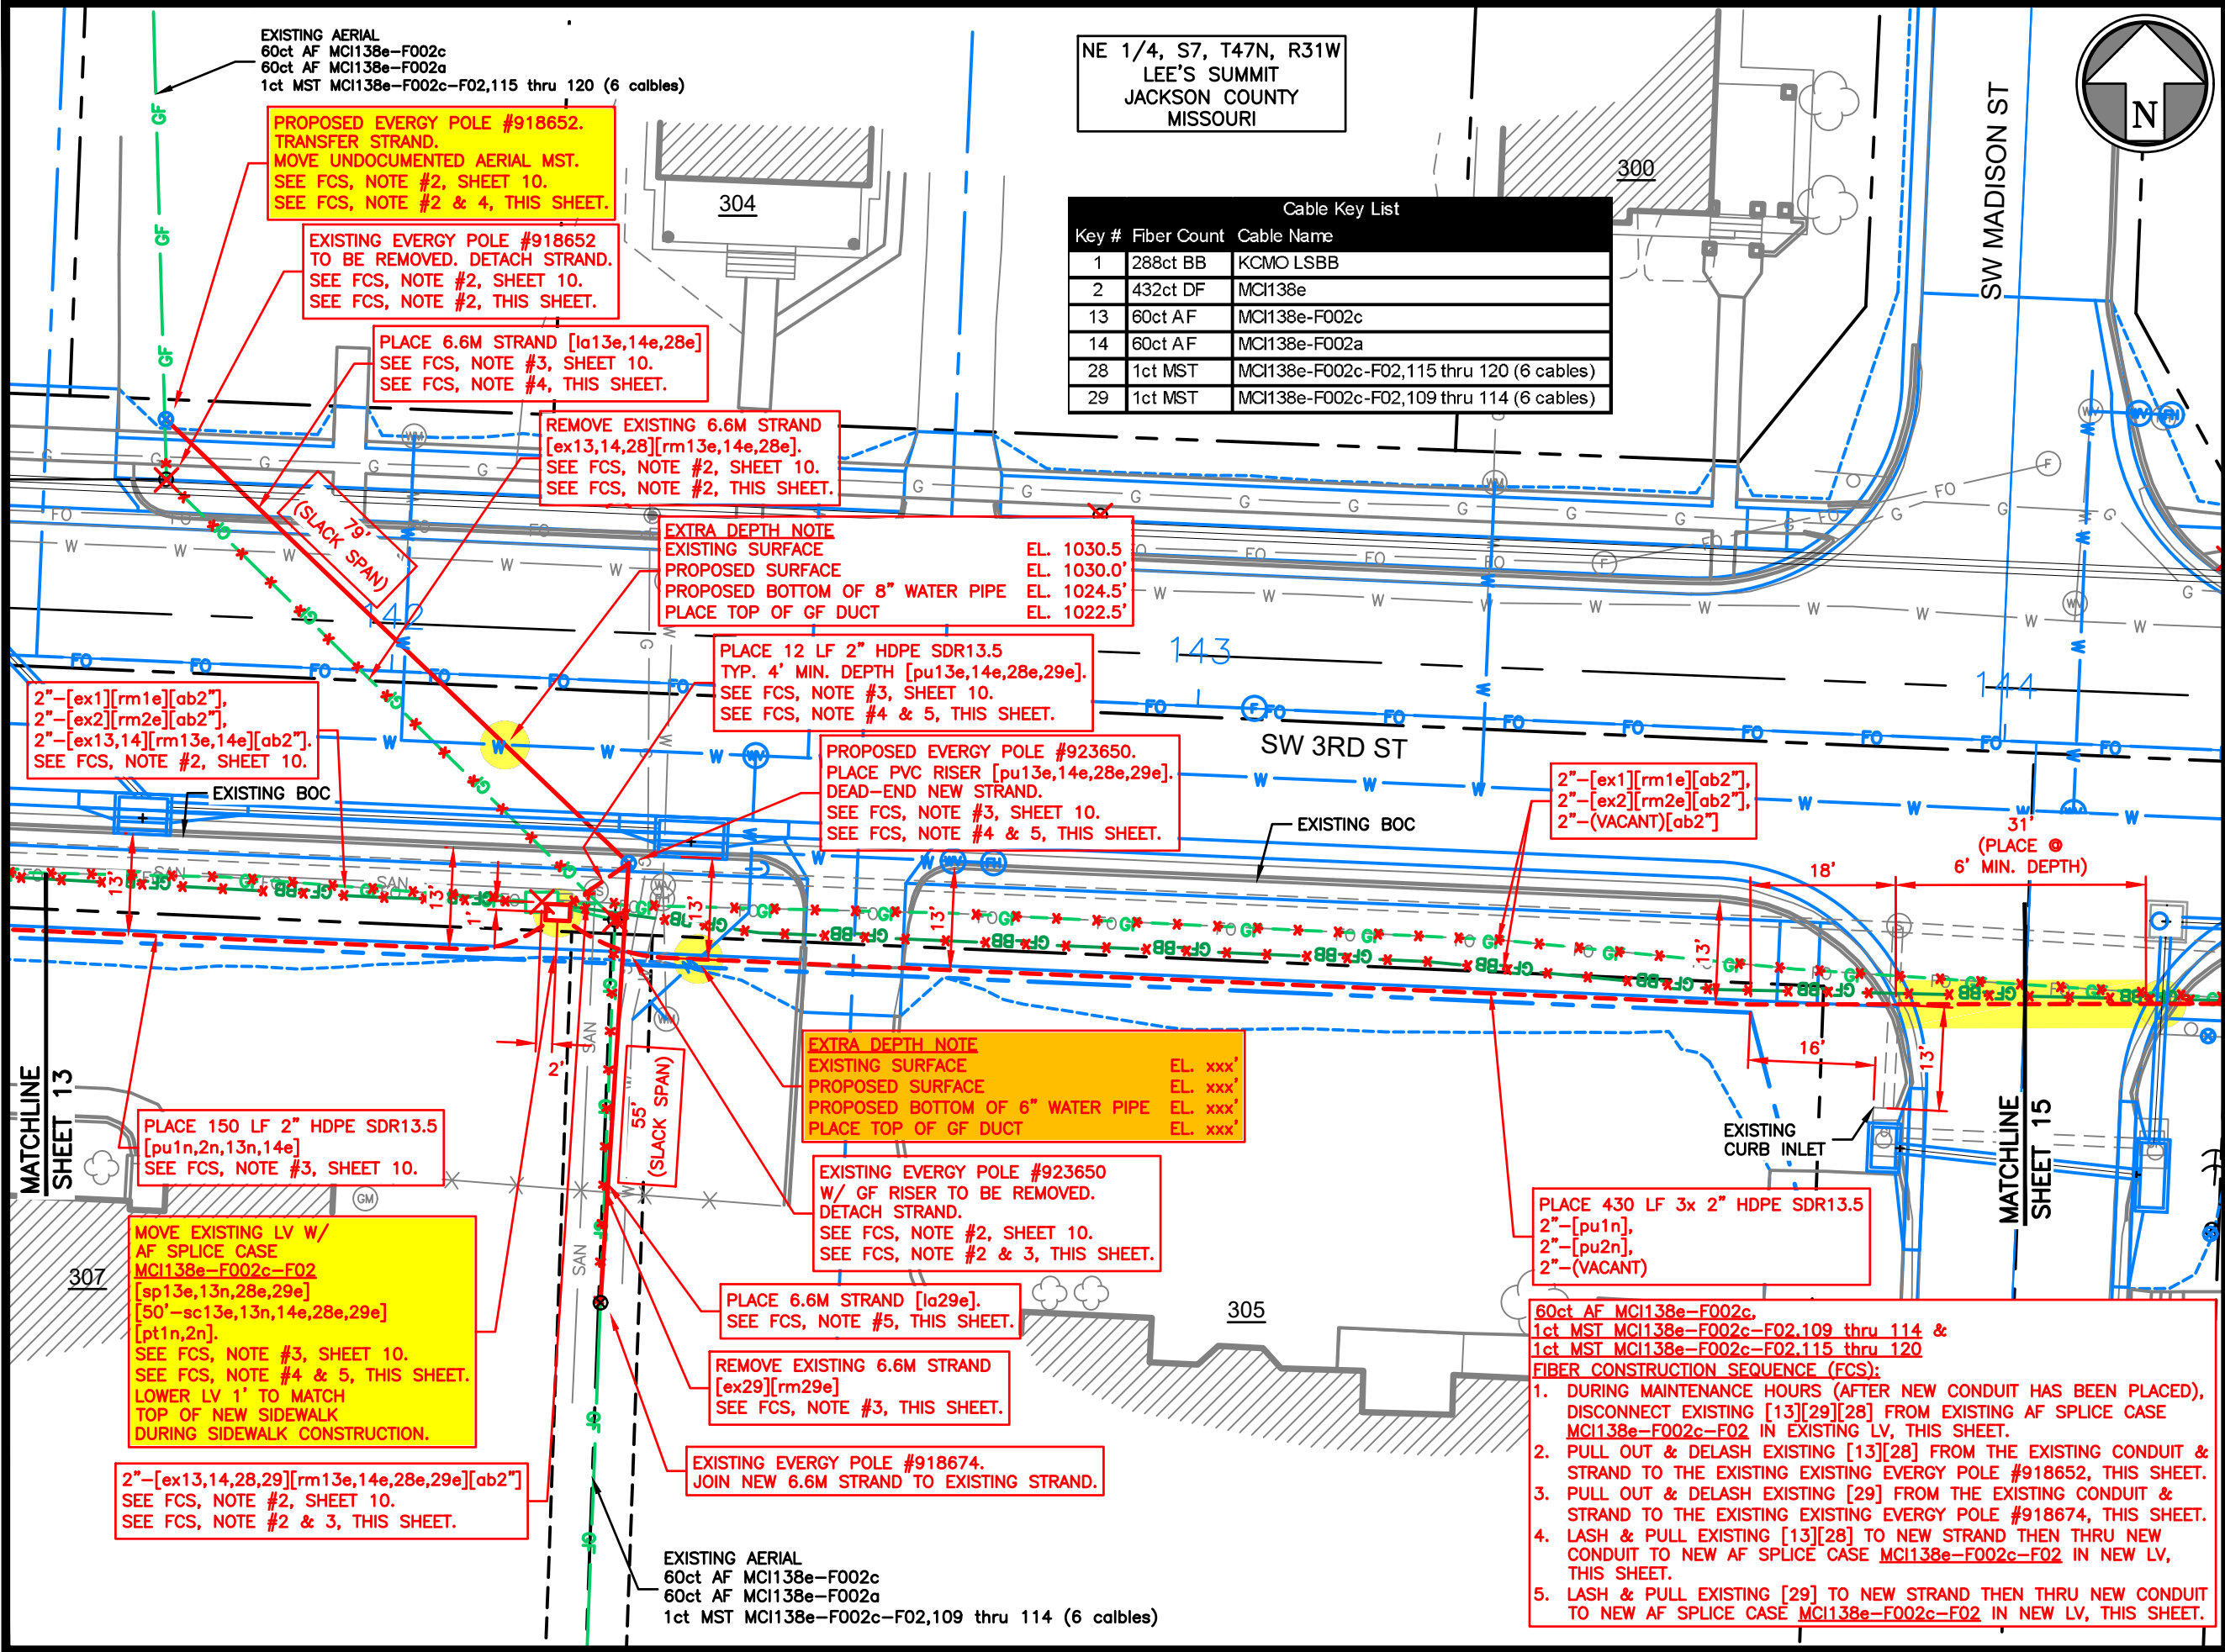 EXISTING AERIAL
60ct AF MCI138e-F002c
60ct AF MCI138e-F002a
1ct MST MCI138e-F002c-F02,115 thru 120 (6 calbles)
PROPOSED EVERGY POLE #918652.
TRANSFER STRAND.
MOVE UNDOCUMENTED AERIAL MST.
SEE FCS, NOTE #2, SHEET 10.
SEE FCS, NOTE #2 & 4, THIS SHEET.
EXISTING EVERGY POLE #918652
TO BE REMOVED. DETACH STRAND.
SEE FCS, NOTE #2, SHEET 10.
SEE FCS, NOTE #2, THIS SHEET.
PLACE 6.6M STRAND [la13e,14e,28e]
SEE FCS, NOTE #3, SHEET 10.
SEE FCS, NOTE #4, THIS SHEET.
REMOVE EXISTING 6.6M STRAND
[ex13,14,28][rm13e,14e,28e].
SEE FCS, NOTE #2, SHEET 10.
SEE FCS, NOTE #2, THIS SHEET.
NE 1/4, S7, T47N, R31W
LEE'S SUMMIT
JACKSON COUNTY
MISSOURI
N
SW MADISON ST
304
300
Cable Key List
Key # Fiber Count Cable Name
1 288ct BB KCMO LSBB
2 432ct DF MCI138e
13 60ct AF MCI138e-F002c
14 60ct AF MCI138e-F002a
28 1ct MST MCI138e-F002c-F02,115 thru 120 (6 cables)
29 1ct MST MCI138e-F002c-F02,109 thru 114 (6 cables)
79'
(SLACK SPAN)
EXTRA DEPTH NOTE
EXISTING SURFACE EL. 1030.5
PROPOSED SURFACE EL. 1030.0'
PROPOSED BOTTOM OF 8" WATER PIPE EL. 1024.5'
PLACE TOP OF GF DUCT EL. 1022.5'
142
143
144
PLACE 12 LF 2" HDPE SDR13.5
TYP. 4' MIN. DEPTH [pu13e,14e,28e,29e].
SEE FCS, NOTE #3, SHEET 10.
SEE FCS, NOTE #4 & 5, THIS SHEET.
2"-[ex1][rm1e][ab2"],
2"-[ex2][rm2e][ab2"],
2"-[ex13,14][rm13e,14e][ab2"].
SEE FCS, NOTE #2, SHEET 10.
EXISTING BOC
PROPOSED EVERGY POLE #923650.
PLACE PVC RISER [pu13e,14e,28e,29e].
DEAD-END NEW STRAND.
SEE FCS, NOTE #3, SHEET 10.
SEE FCS, NOTE #4 & 5, THIS SHEET.
SW 3RD ST
EXISTING BOC
2"-[ex1][rm1e][ab2"],
2"-[ex2][rm2e][ab2"],
2"-(VACANT)[ab2"]
31'
(PLACE @
6' MIN. DEPTH)
18'
13'
13'
1'
13'
13'
13'
16'
13'
2'
55'
(SLACK SPAN)
MATCHLINE
SHEET 13
MATCHLINE
SHEET 15
EXTRA DEPTH NOTE
EXISTING SURFACE EL. xxx'
PROPOSED SURFACE EL. xxx'
PROPOSED BOTTOM OF 6" WATER PIPE EL. xxx'
PLACE TOP OF GF DUCT EL. xxx'
EXISTING
CURB INLET
PLACE 150 LF 2" HDPE SDR13.5
[pu1n,2n,13n,14e]
SEE FCS, NOTE #3, SHEET 10.
GM
EXISTING EVERGY POLE #923650
W/ GF RISER TO BE REMOVED.
DETACH STRAND.
SEE FCS, NOTE #2, SHEET 10.
SEE FCS, NOTE #2 & 3, THIS SHEET.
PLACE 430 LF 3x 2" HDPE SDR13.5
2"-[pu1n],
2"-[pu2n],
2"-(VACANT)
307
305
MOVE EXISTING LV W/
AF SPLICE CASE
MCI138e-F002c-F02
[sp13e,13n,28e,29e]
[50'-sc13e,13n,14e,28e,29e]
[pt1n,2n].
SEE FCS, NOTE #3, SHEET 10.
SEE FCS, NOTE #4 & 5, THIS SHEET.
LOWER LV 1' TO MATCH
TOP OF NEW SIDEWALK
DURING SIDEWALK CONSTRUCTION.
PLACE 6.6M STRAND [la29e].
SEE FCS, NOTE #5, THIS SHEET.
REMOVE EXISTING 6.6M STRAND
[ex29][rm29e]
SEE FCS, NOTE #3, THIS SHEET.
EXISTING EVERGY POLE #918674.
JOIN NEW 6.6M STRAND TO EXISTING STRAND.
2"-[ex13,14,28,29][rm13e,14e,28e,29e][ab2"]
SEE FCS, NOTE #2, SHEET 10.
SEE FCS, NOTE #2 & 3, THIS SHEET.
EXISTING AERIAL
60ct AF MCI138e-F002c
60ct AF MCI138e-F002a
1ct MST MCI138e-F002c-F02,109 thru 114 (6 calbles)
60ct AF MCI138e-F002c,
1ct MST MCI138e-F002c-F02,109 thru 114 &
1ct MST MCI138e-F002c-F02,115 thru 120
FIBER CONSTRUCTION SEQUENCE (FCS):
1. DURING MAINTENANCE HOURS (AFTER NEW CONDUIT HAS BEEN PLACED),
DISCONNECT EXISTING [13][29][28] FROM EXISTING AF SPLICE CASE
MCI138e-F002c-F02 IN EXISTING LV, THIS SHEET.
2. PULL OUT & DELASH EXISTING [13][28] FROM THE EXISTING CONDUIT &
STRAND TO THE EXISTING EXISTING EVERGY POLE #918652, THIS SHEET.
3. PULL OUT & DELASH EXISTING [29] FROM THE EXISTING CONDUIT &
STRAND TO THE EXISTING EXISTING EVERGY POLE #918674, THIS SHEET.
4. LASH & PULL EXISTING [13][28] TO NEW STRAND THEN THRU NEW
CONDUIT TO NEW AF SPLICE CASE MCI138e-F002c-F02 IN NEW LV,
THIS SHEET.
5. LASH & PULL EXISTING [29] TO NEW STRAND THEN THRU NEW CONDUIT
TO NEW AF SPLICE CASE MCI138e-F002c-F02 IN NEW LV, THIS SHEET.